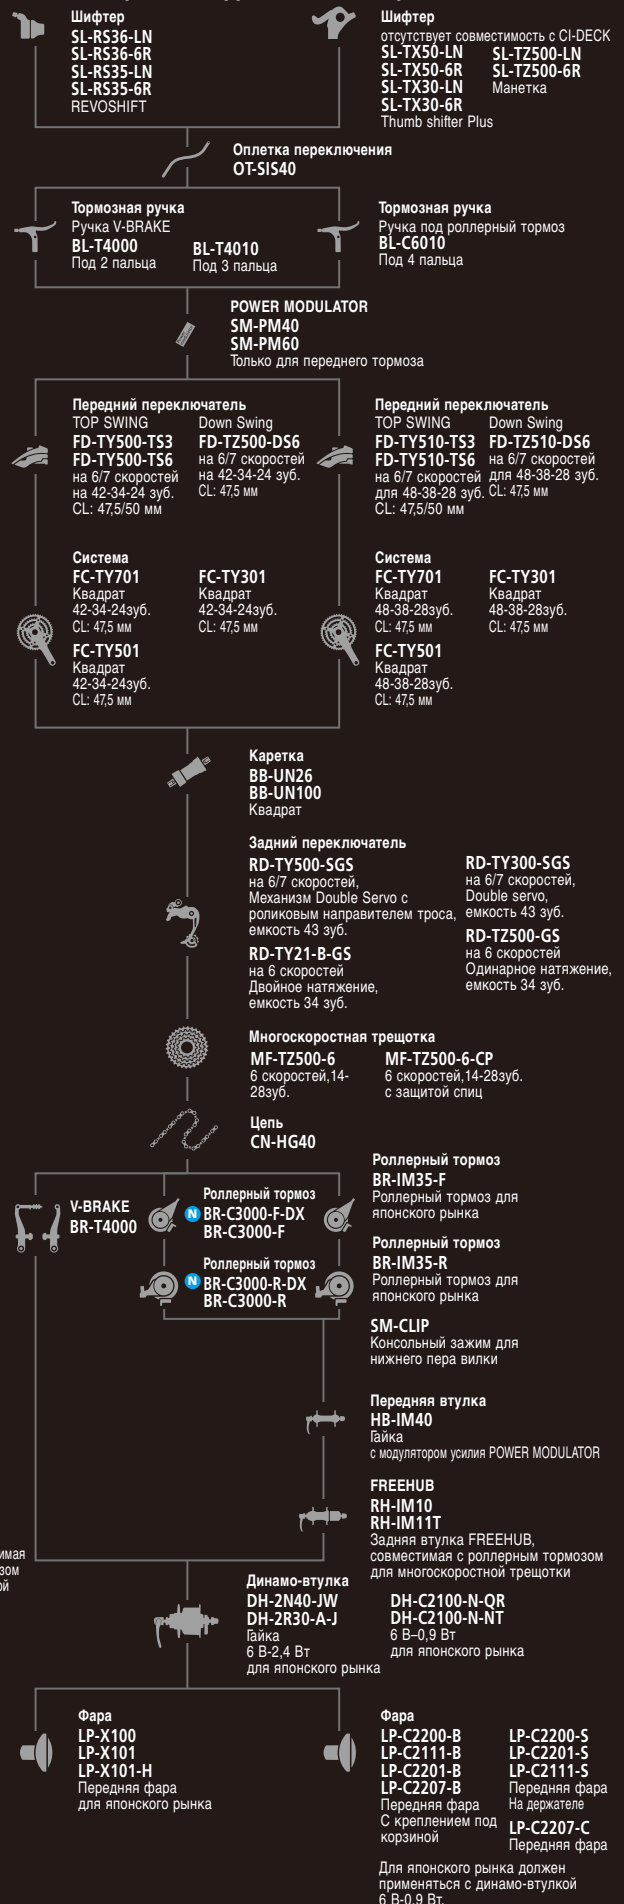 Шифтер
SL-RS36-LN
SL-RS36-6R
SL-RS35-LN
SL-RS35-6R
REVOSHIFT
Шифтер
отсутствует совместимость с CI-DECK
SL-TX50-LN
SL-TX50-6R
SL-TX30-LN
SL-TX30-6R
Thumb shifter Plus
SL-TZ500-LN
SL-TZ500-6R
Манетка
Оплетка переключения
OT-SIS40
Тормозная ручка
Ручка V-BRAKE
BL-T4000
Под 2 пальца
BL-T4010
Под 3 пальца
Тормозная ручка
Ручка под роллерный тормоз
BL-C6010
Под 4 пальца
POWER MODULATOR
SM-PM40
SM-PM60
Только для переднего тормоза
Передний переключатель
TOP SWING
FD-TY500-TS3
FD-TY500-TS6
на 6/7 скоростей
на 42-34-24 зуб.
CL: 47,5/50 мм
Down Swing
FD-TZ500-DS6
на 6/7 скоростей
на 42-34-24 зуб.
CL: 47,5 мм
Передний переключатель
TOP SWING
FD-TY510-TS3
FD-TY510-TS6
на 6/7 скоростей
для 48-38-28 зуб.
CL: 47,5/50 мм
Down Swing
FD-TZ510-DS6
на 6/7 скоростей
для 48-38-28 зуб.
CL: 47,5 мм
Система
FC-TY701
Квадрат
42-34-24зуб.
CL: 47,5 мм
FC-TY501
Квадрат
42-34-24зуб.
CL: 47,5 мм
FC-TY301
Квадрат
42-34-24зуб.
CL: 47,5 мм
Система
FC-TY701
Квадрат
48-38-28зуб.
CL: 47,5 мм
FC-TY501
Квадрат
48-38-28зуб.
CL: 47,5 мм
FC-TY301
Квадрат
48-38-28зуб.
CL: 47,5 мм
Каретка
BB-UN26
BB-UN100
Квадрат
Задний переключатель
RD-TY500-SGS
на 6/7 скоростей,
Механизм Double Servo с
роликовым направителем троса,
емкость 43 зуб.
RD-TY21-B-GS
на 6 скоростей
Двойное натяжение,
емкость 34 зуб.
RD-TY300-SGS
на 6/7 скоростей,
Double servo,
емкость 43 зуб.
RD-TZ500-GS
на 6 скоростей
Одинарное натяжение,
емкость 34 зуб.
Многоскоростная трещотка
MF-TZ500-6
6 скоростей,14-
28зуб.
MF-TZ500-6-CP
6 скоростей,14-28зуб.
с защитой спиц
Цепь
CN-HG40
V-BRAKE
BR-T4000
Роллерный тормоз
N BR-C3000-F-DX
BR-C3000-F
Роллерный тормоз
N BR-C3000-R-DX
BR-C3000-R
Роллерный тормоз
BR-IM35-F
Роллерный тормоз для
японского рынка
Роллерный тормоз
BR-IM35-R
Роллерный тормоз для
японского рынка
SM-CLIP
Консольный зажим для
нижнего пера вилки
Передняя втулка
HB-IM40
Гайка
с модулятором усилия POWER MODULATOR
FREEHUB
RH-IM10
RH-IM11T
Задняя втулка FREEHUB,
совместимая с роллерным тормозом
для многоскоростной трещотки
имая
зом
ой
Динамо-втулка
DH-2N40-JW
DH-2R30-A-J
Гайка
6 В-2,4 Вт
для японского рынка
DH-C2100-N-QR
DH-C2100-N-NT
6 В–0,9 Вт
для японского рынка
Фара
LP-X100
LP-X101
LP-X101-H
Передняя фара
для японского рынка
Фара
LP-C2200-B
LP-C2111-B
LP-C2201-B
LP-C2207-B
Передняя фара
С креплением под
корзиной
LP-C2200-S
LP-C2201-S
LP-C2111-S
Передняя фара
На держателе
LP-C2207-C
Передняя фара
Для японского рынка должен
применяться с динамо-втулкой
6 В-0,9 Вт.